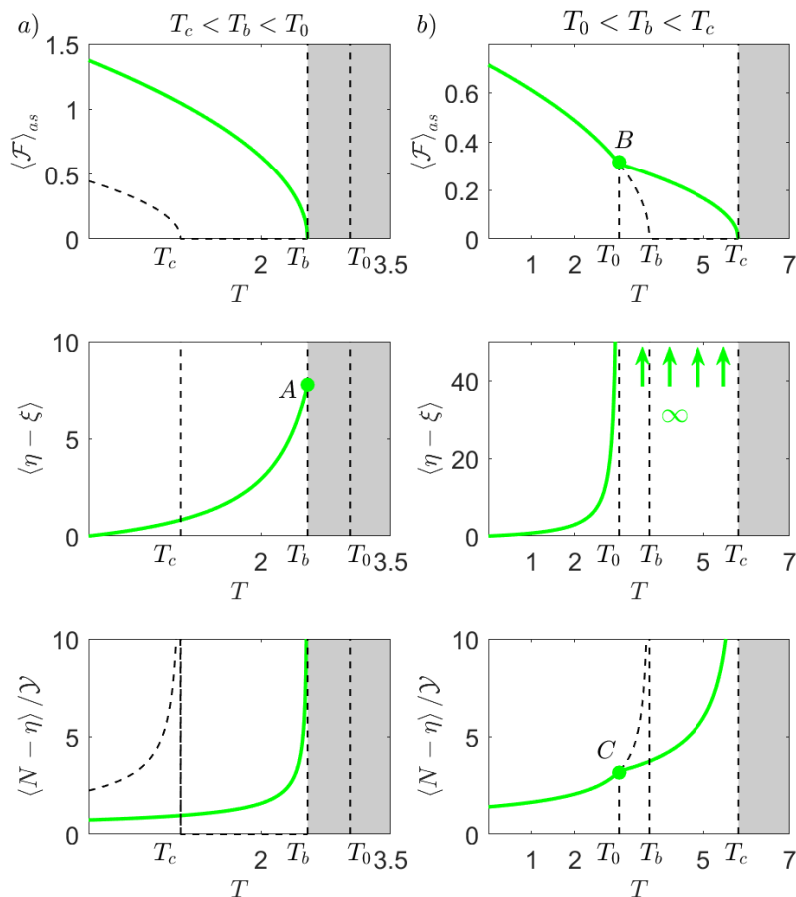 a) T_c < T_b < T_0
b) T_0 < T_b < T_c
⟨F⟩_as
1.5
1
0.5
0
T_c
2
T_b
T_0
3.5
T
⟨F⟩_as
0.6
0.4
0.2
0
B
1
2
T_0
T_b
5
T_c
7
T
⟨η − ξ⟩
10
5
0
A
T_c
2
T_b
T_0
3.5
T
⟨η − ξ⟩
40
20
0
∞
1
2
T_0
T_b
5
T_c
7
T
⟨N − η⟩/Y
10
5
0
T_c
2
T_b
T_0
3.5
T
⟨N − η⟩/Y
10
5
0
C
1
2
T_0
T_b
5
T_c
7
T